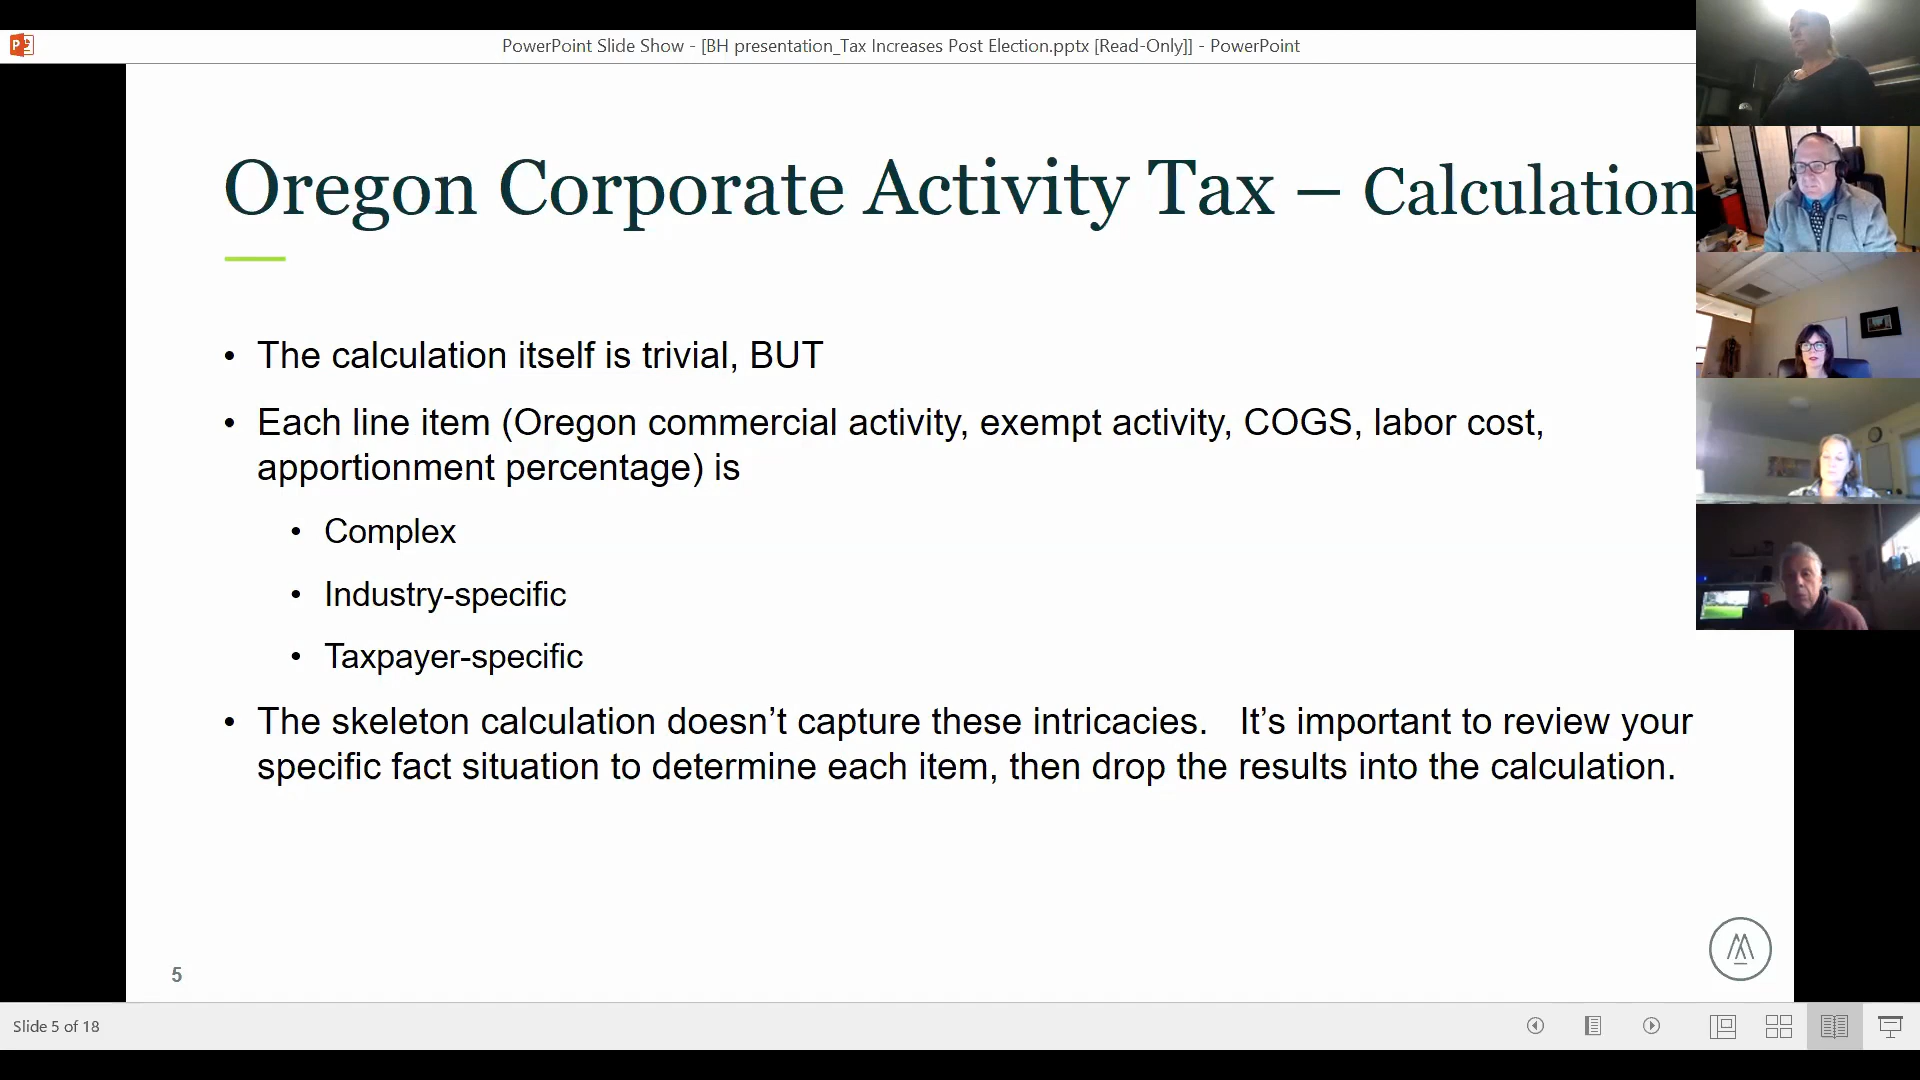 PowerPoint Slide Show - [BH presentation_Tax Increases Post Election.pptx [Read-Only]] - PowerPoint
Oregon Corporate Activity Tax – Calculation
• The calculation itself is trivial, BUT
• Each line item (Oregon commercial activity, exempt activity, COGS, labor cost,
apportionment percentage) is
• Complex
• Industry-specific
• Taxpayer-specific
• The skeleton calculation doesn’t capture these intricacies.   It’s important to review your
specific fact situation to determine each item, then drop the results into the calculation.
5
Slide 5 of 18